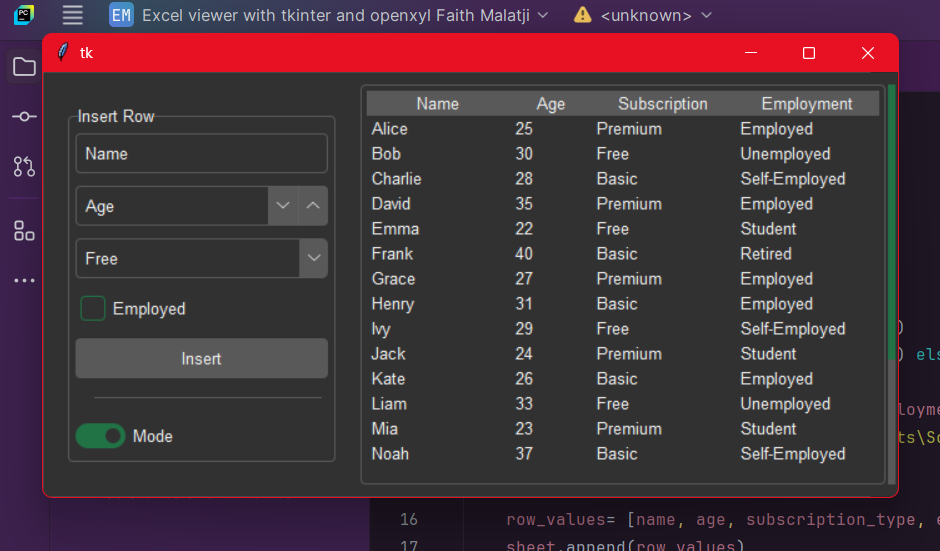 PC
EM Excel viewer with tkinter and openxyl Faith Malatji <unknown>
tk
Insert Row
Name
Age
Free
Employed
Insert
Mode
Name Age Subscription Employment
Alice 25 Premium Employed
Bob 30 Free Unemployed
Charlie 28 Basic Self-Employed
David 35 Premium Employed
Emma 22 Free Student
Frank 40 Basic Retired
Grace 27 Premium Employed
Henry 31 Basic Employed
Ivy 29 Free Self-Employed
Jack 24 Premium Student
Kate 26 Basic Employed
Liam 33 Free Unemployed
Mia 23 Premium Student
Noah 37 Basic Self-Employed
)
) els
loyme
ts\Sc
16 row_values= [name, age, subscription_type, e
17 sheet.append(row_values)